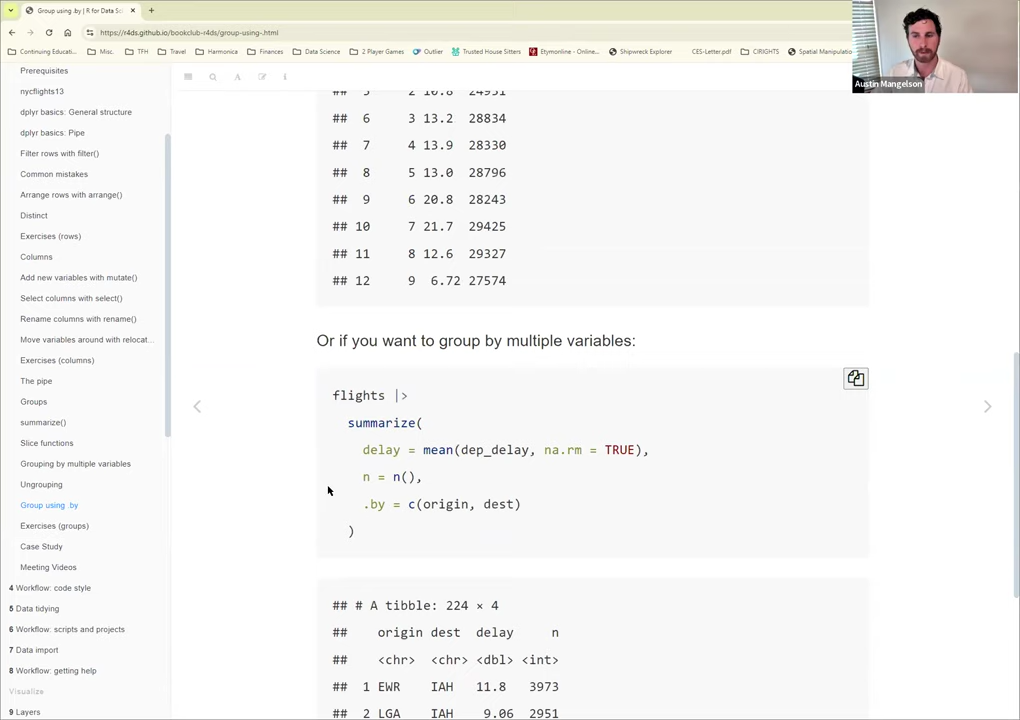 Group using .by | R for Data Sci
https://r4ds.github.io/bookclub-r4ds/group-using-.html
Continuing Educati... Misc. TFH Travel Harmonica Finances Data Science 2 Player Games Outlier Trusted House Sitters Etymonline - Online... Shipwreck Explorer CES-Letter.pdf CIRIGHTS Spatial Manipulatio
Austin Mangelson
Prerequisites
nycflights13
dplyr basics: General structure
dplyr basics: Pipe
Filter rows with filter()
Common mistakes
Arrange rows with arrange()
Distinct
Exercises (rows)
Columns
Add new variables with mutate()
Select columns with select()
Rename columns with rename()
Move variables around with relocat...
Exercises (columns)
The pipe
Groups
summarize()
Slice functions
Grouping by multiple variables
Ungrouping
Group using .by
Exercises (groups)
Case Study
Meeting Videos
4 Workflow: code style
5 Data tidying
6 Workflow: scripts and projects
7 Data import
8 Workflow: getting help
Visualize
9 Layers
## 5 2 10.8 24951
## 6 3 13.2 28834
## 7 4 13.9 28330
## 8 5 13.0 28796
## 9 6 20.8 28243
## 10 7 21.7 29425
## 11 8 12.6 29327
## 12 9 6.72 27574
Or if you want to group by multiple variables:
flights |>
summarize(
delay = mean(dep_delay, na.rm = TRUE),
n = n(),
.by = c(origin, dest)
)
## # A tibble: 224 × 4
## origin dest delay n
## <chr> <chr> <dbl> <int>
## 1 EWR IAH 11.8 3973
## 2 LGA IAH 9.06 2951